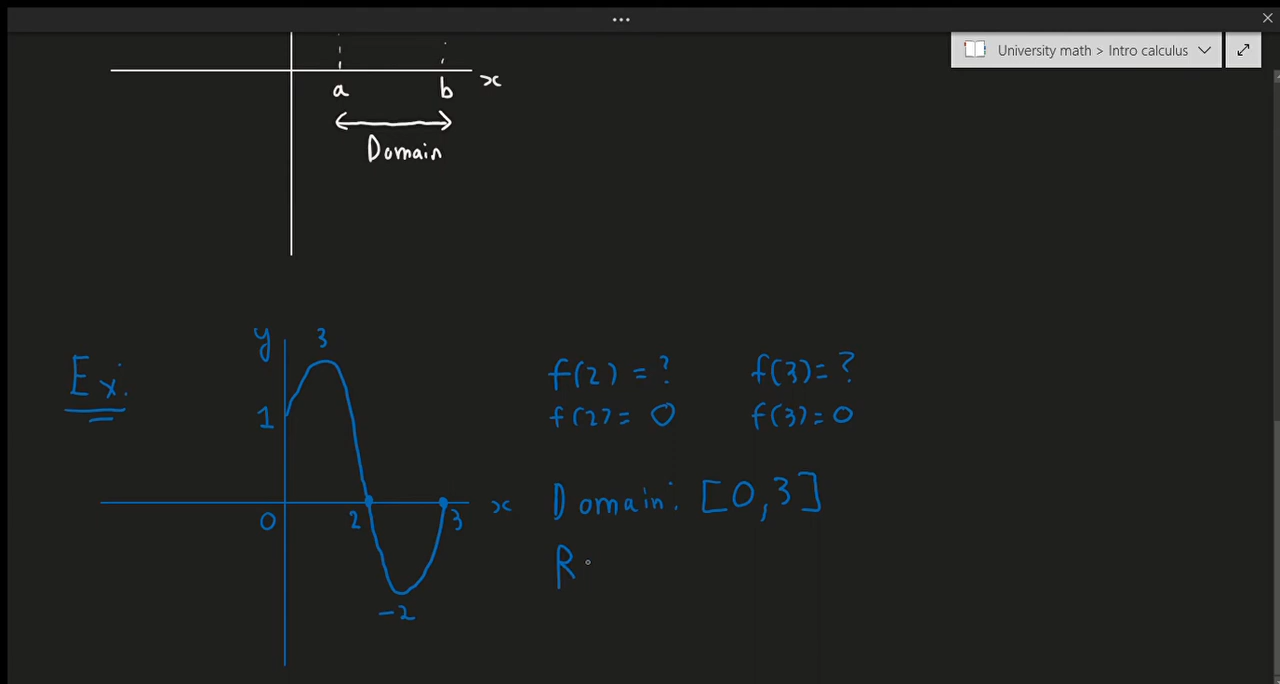 ...
University math > Intro calculus
a b x
Domain
Ex:
y 3
1
0 2 3 x
-2
f(2) = ? f(3) = ?
f(2) = 0 f(3) = 0
Domain: [0,3]
R